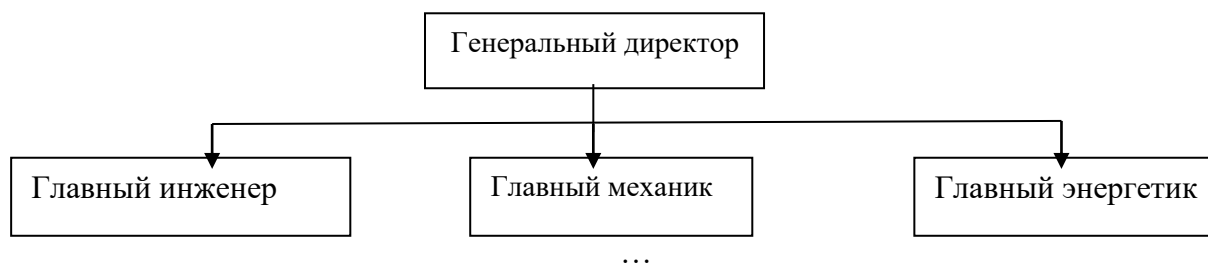 Генеральный директор
Главный инженер
Главный механик
Главный энергетик
…